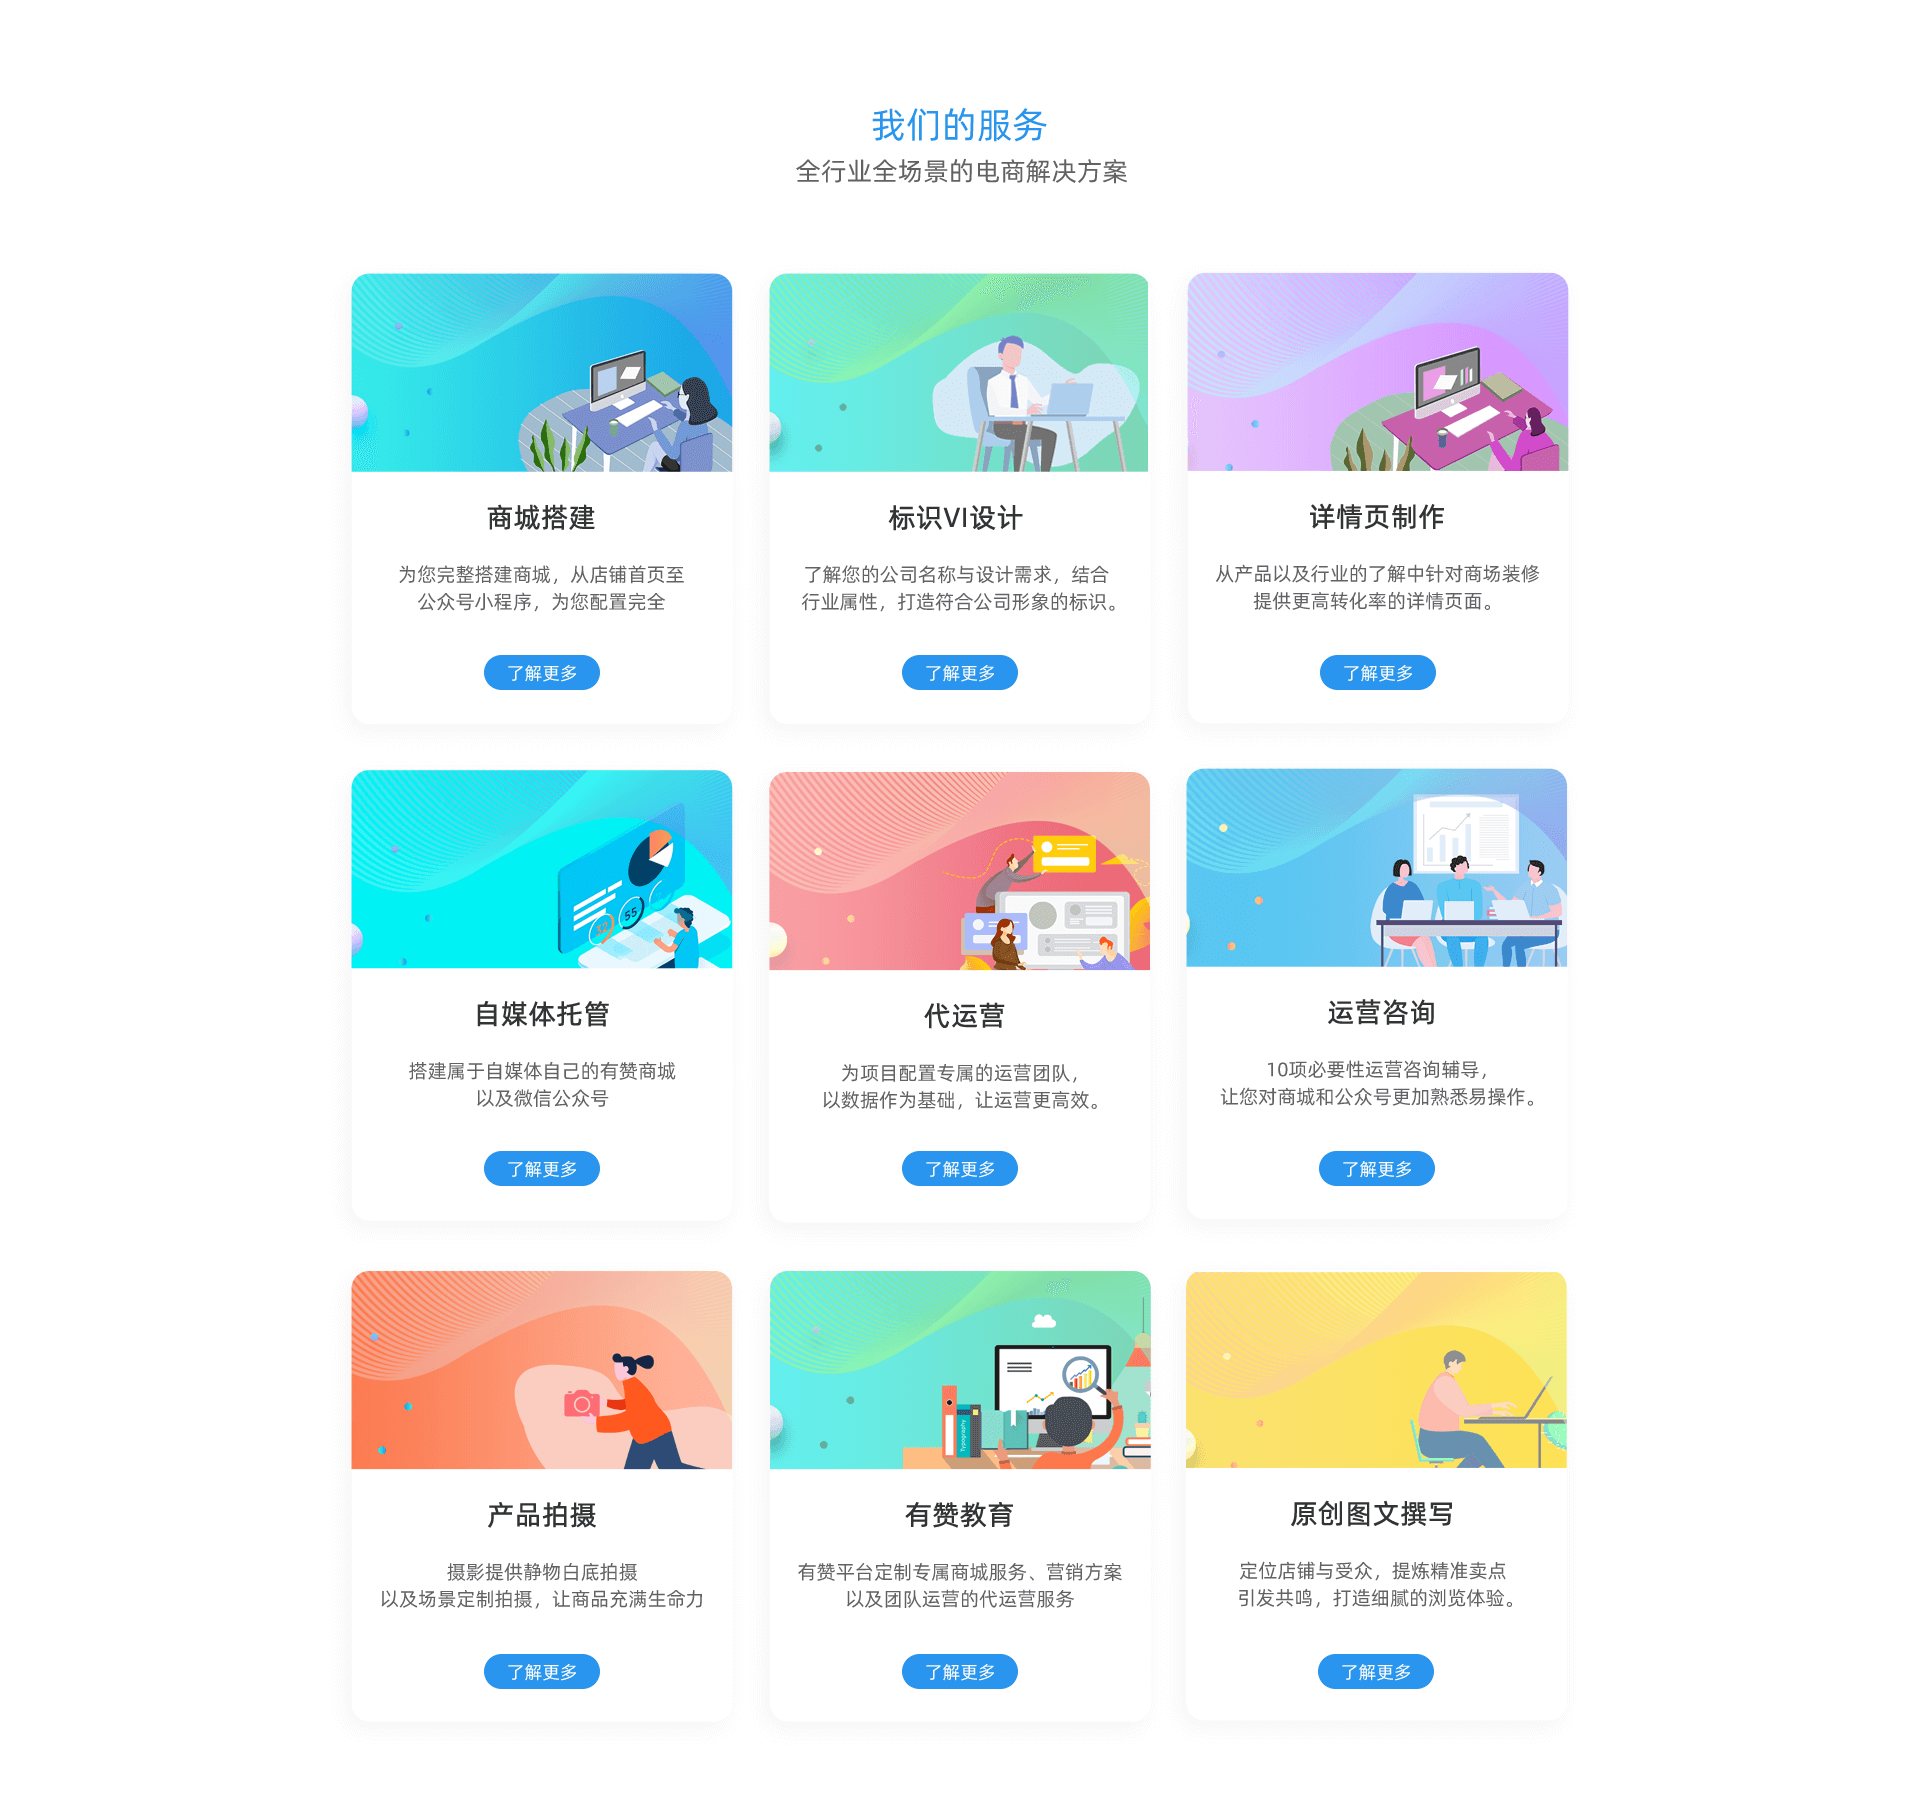 我们的服务
全行业全场景的电商解决方案
商城搭建
为您完整搭建商城，从店铺首页至
公众号小程序，为您配置完全
了解更多
标识VI设计
了解您的公司名称与设计需求，结合
行业属性，打造符合公司形象的标识。
了解更多
详情页制作
从产品以及行业的了解中针对商场装修
提供更高转化率的详情页面。
了解更多
55
32
自媒体托管
搭建属于自媒体自己的有赞商城
以及微信公众号
了解更多
代运营
为项目配置专属的运营团队，
以数据作为基础，让运营更高效。
了解更多
运营咨询
10项必要性运营咨询辅导，
让您对商城和公众号更加熟悉易操作。
了解更多
产品拍摄
摄影提供静物白底拍摄
以及场景定制拍摄，让商品充满生命力
了解更多
Typography
有赞教育
有赞平台定制专属商城服务、营销方案
以及团队运营的代运营服务
了解更多
原创图文撰写
定位店铺与受众，提炼精准卖点
引发共鸣，打造细腻的浏览体验。
了解更多